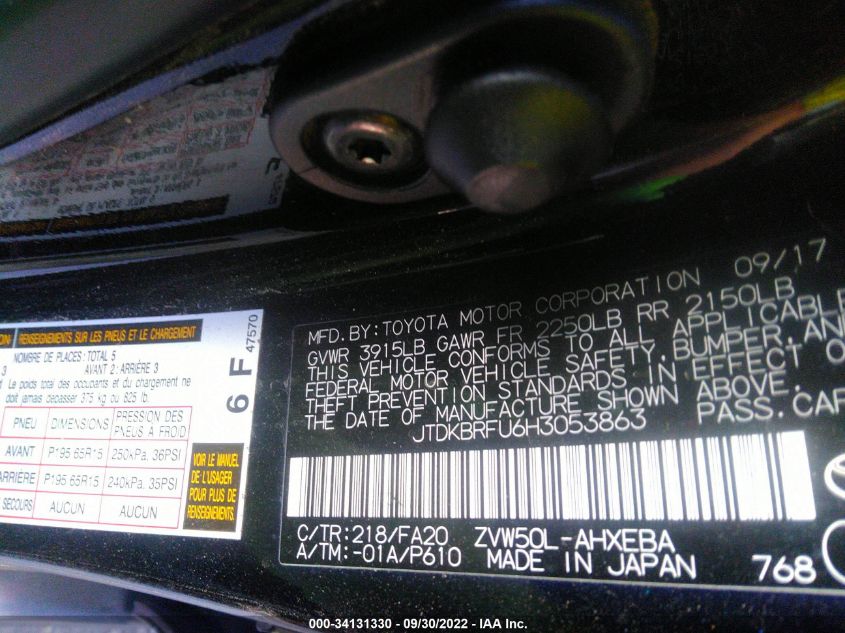 RENSEIGNEMENTS SUR LES PNEUS ET LE CHARGEMENT
NOMBRE DE PLACES: TOTAL 5
AVANT 2: ARRIÈRE 3
Le poids total des occupants et du chargement ne
doit jamais dépasser 375 kg ou 825 lb.
PNEU DIMENSIONS PRESSION DES PNEUS À FROID
AVANT P195 65R15 250kPa, 36PSI
ARRIÈRE P195 65R15 240kPa, 35PSI
SECOURS AUCUN AUCUN
VOIR LE MANUEL
DE L'USAGER
POUR PLUS DE
RENSEIGNEMENTS.
6 F 47570
MFD. BY: TOYOTA MOTOR CORPORATION 09/17
GVWR 3915LB GAWR FR 2250LB RR 2150LB
THIS VEHICLE CONFORMS TO ALL APPLICABLE
FEDERAL MOTOR VEHICLE SAFETY, BUMPER, AND
THEFT PREVENTION STANDARDS IN EFFECT O
THE DATE OF MANUFACTURE SHOWN ABOVE.
JTDKBRFU6H3053863 PASS. CAR
C/TR: 218/FA20 ZVW50L-AHXEBA
A/TM: -01A/P610 MADE IN JAPAN 768
000-34131330 - 09/30/2022 - IAA Inc.